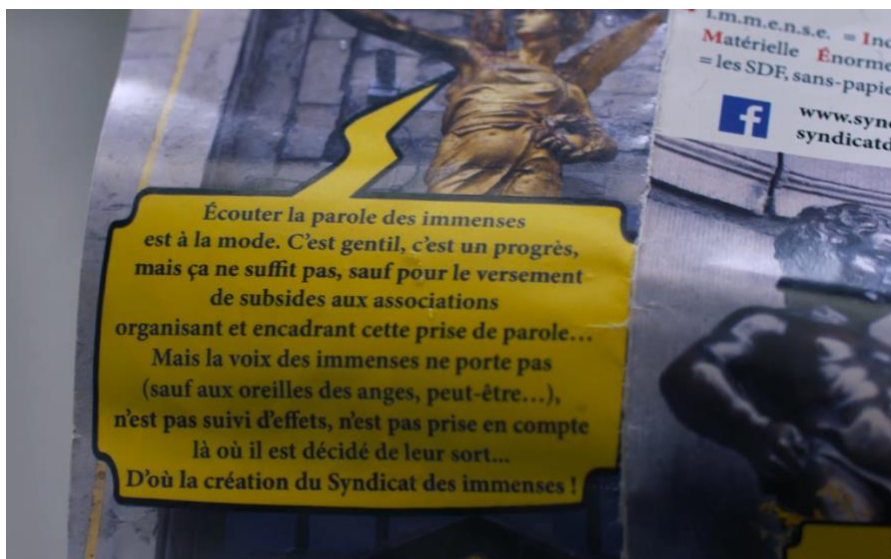 Écouter la parole des immenses
est à la mode. C'est gentil, c'est un progrès,
mais ça ne suffit pas, sauf pour le versement
de subsides aux associations
organisant et encadrant cette prise de parole...
Mais la voix des immenses ne porte pas
(sauf aux oreilles des anges, peut-être...),
n'est pas suivi d'effets, n'est pas prise en compte
là où il est décidé de leur sort...
D'où la création du Syndicat des immenses !
i.m.m.e.n.s.e. = In
Matérielle Énorme
= les SDF, sans-papie
f
www.syn
syndicatd